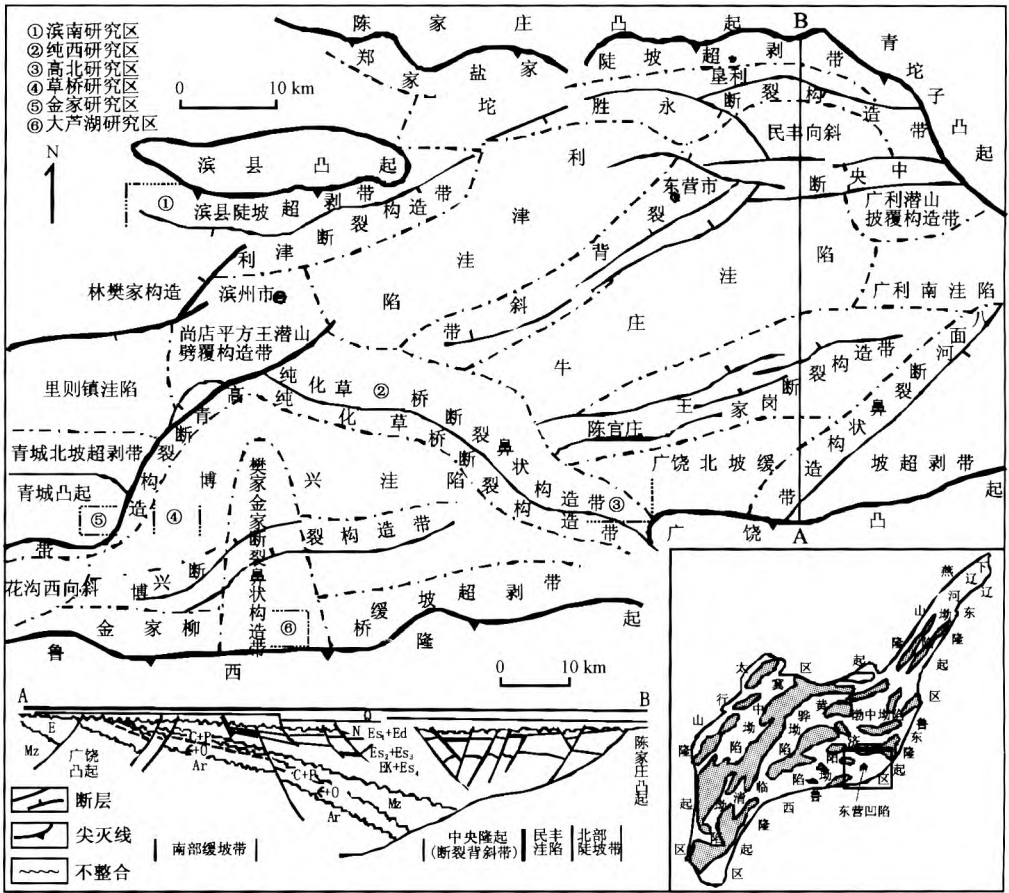 ①滨南研究区
②纯西研究区
③高北研究区
④草桥研究区
⑤金家研究区
⑥大芦湖研究区
0 10 km
N
陈家庄凸起
B
青坨子凸起
郑家
盐家
陡坡超剥带
垦利
坨胜永断裂构造带
民丰向斜
滨县凸起
①
滨县陡坡超剥带
利津断裂构造带
利津洼陷
东营市
中央断裂背斜带
广利潜山
披覆构造带
林樊家构造
滨州市
广利南洼陷
尚店平方王潜山
劈覆构造带
牛庄洼陷
八面河断裂鼻状构造带
里则镇洼陷
纯化草桥断裂鼻状构造带
②
纯化草桥断裂构造带
③
王家岗断裂构造带
陈官庄
青城北坡超剥带
高青断裂构造带
博兴洼陷
广饶北坡缓坡超剥带
青城凸起
⑤
④
樊家金家断裂鼻状构造带
广饶凸起
A
花沟西向斜
博兴断裂构造带
金家柳桥缓坡超剥带
⑥
鲁西隆起
0 10 km
A
B
Q
E
C+P
N
Es₁+Ed
Mz
广饶
凸起
∈+O
Es₂+Es₃
Ar
C+P
EK+Es₄
陈家庄凸起
∈+O
Mz
Ar
断层
尖灭线
不整合
南部缓坡带
中央隆起
(断裂背斜带)
民丰
洼陷
北部
陡坡带
燕山隆起区
下辽河坳陷
辽东隆起区
太行山隆起区
冀中坳陷
黄骅坳陷
渤中坳陷
鲁东隆起区
济阳坳陷
临清坳陷
鲁西隆起区
东营凹陷